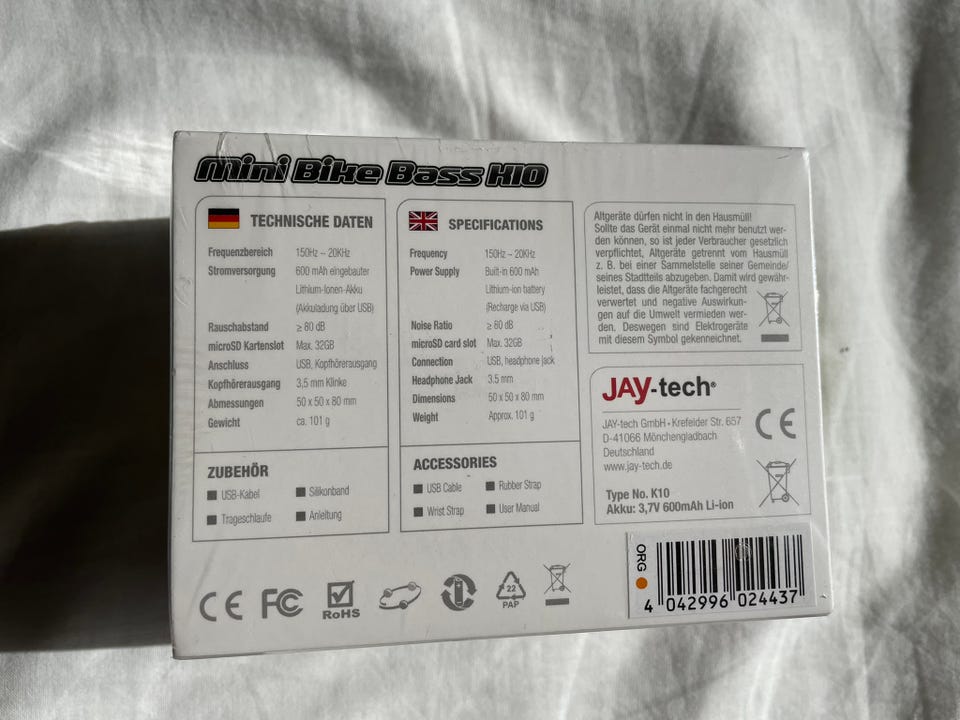 Mini Bike Bass K10
TECHNISCHE DATEN
Frequenzbereich 150Hz ~ 20KHz
Stromversorgung 600 mAh eingebauter
Lithium-Ionen-Akku
(Akkuladung über USB)
Rauschabstand ≥ 80 dB
microSD Kartenslot Max. 32GB
Anschluss USB, Kopfhörerausgang
Kopfhörerausgang 3,5 mm Klinke
Abmessungen 50 x 50 x 80 mm
Gewicht ca. 101 g
ZUBEHÖR
USB-Kabel Silikonband
Trageschlaufe Anleitung
SPECIFICATIONS
Frequency 150Hz ~ 20KHz
Power Supply Built-in 600 mAh
Lithium-ion battery
(Recharge via USB)
Noise Ratio ≥ 80 dB
microSD card slot Max. 32GB
Connection USB, headphone jack
Headphone Jack 3.5 mm
Dimensions 50 x 50 x 80 mm
Weight Approx. 101 g
ACCESSORIES
USB Cable Rubber Strap
Wrist Strap User Manual
Altgeräte dürfen nicht in den Hausmüll!
Sollte das Gerät einmal nicht mehr benutzt wer-
den können, so ist jeder Verbraucher gesetzlich
verpflichtet, Altgeräte getrennt vom Hausmüll
z. B. bei einer Sammelstelle seiner Gemeinde/
seines Stadtteils abzugeben. Damit wird gewähr-
leistet, dass die Altgeräte fachgerecht
verwertet und negative Auswirkun-
gen auf die Umwelt vermieden wer-
den. Deswegen sind Elektrogeräte
mit diesem Symbol gekennzeichnet.
JAY-tech®
JAY-tech GmbH • Krefelder Str. 657
D-41066 Mönchengladbach
Deutschland
www.jay-tech.de
CE
Type No. K10
Akku: 3,7V 600mAh Li-ion
CE FC RoHS 22 PAP
ORG
4 042996 024437